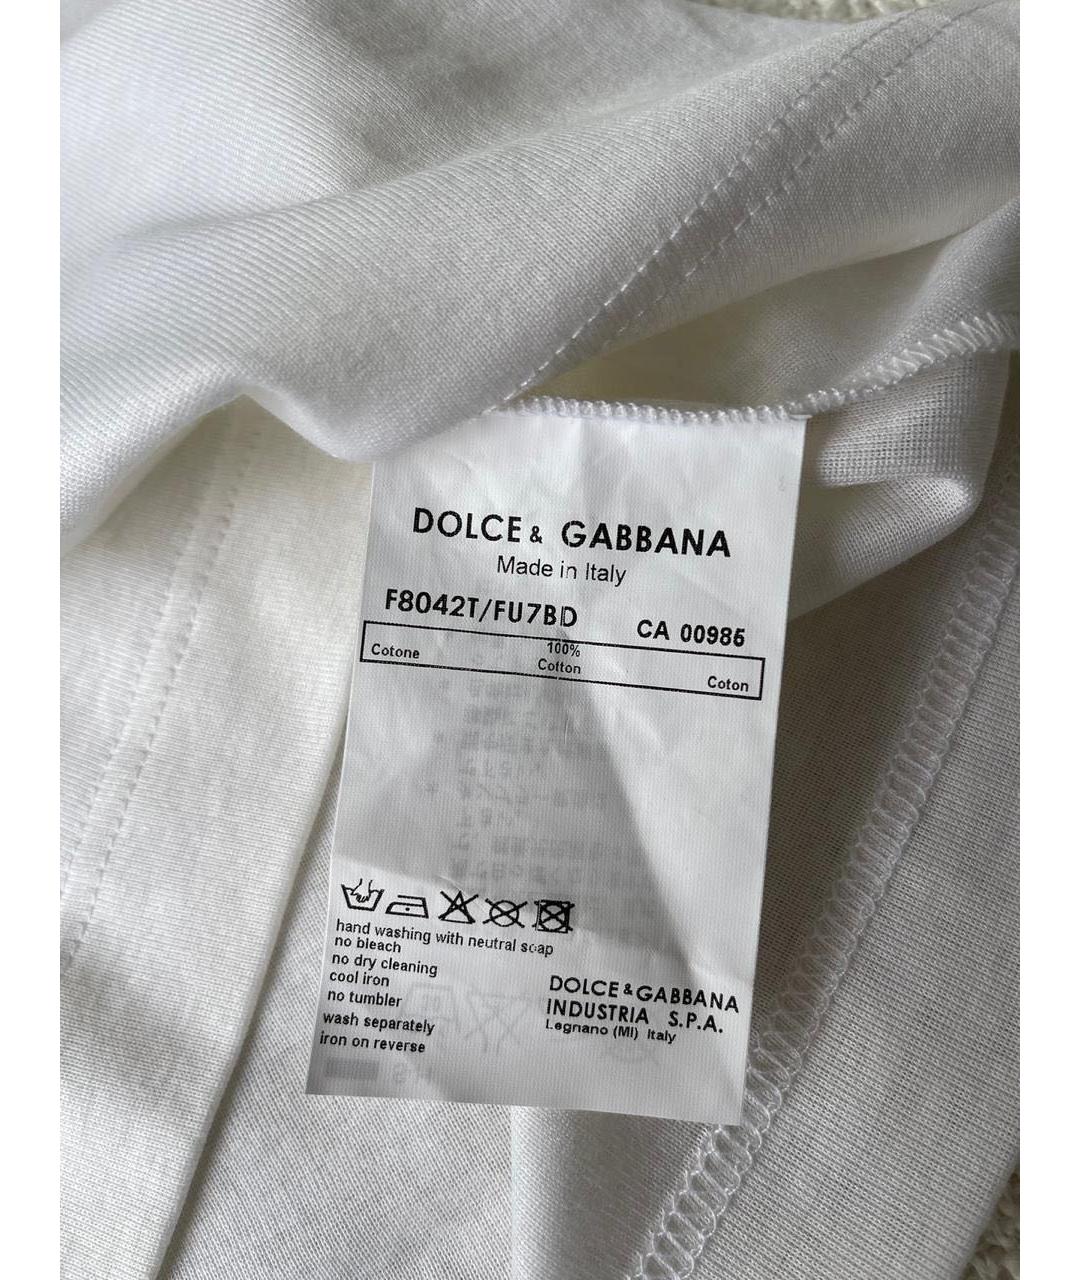 DOLCE & GABBANA
Made in Italy
F8042T/FU7BD CA 00985
Cotone 100% Cotton Coton
hand washing with neutral soap
no bleach
no dry cleaning
cool iron
no tumbler
wash separately
iron on reverse
DOLCE & GABBANA
INDUSTRIA S.P.A.
Legnano (MI) Italy